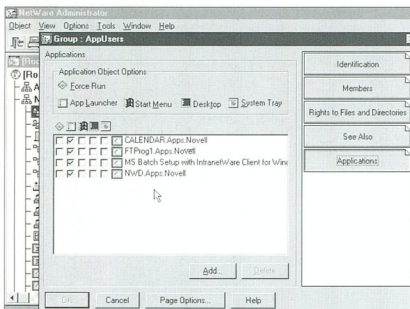 NetWare Administrator
Object View Options Tools Window Help
Group : AppUsers
Applications
Application Object Options
Force Run
App Launcher Start Menu Desktop System Tray
CALENDAR.Apps.Novell
FTProg1.Apps.Novell
MS Batch Setup with IntranetWare Client for Wind
NWD.Apps.Novell
Add... Delete
OK Cancel Page Options... Help
Identification
Members
Rights to Files and Directories
See Also
Applications